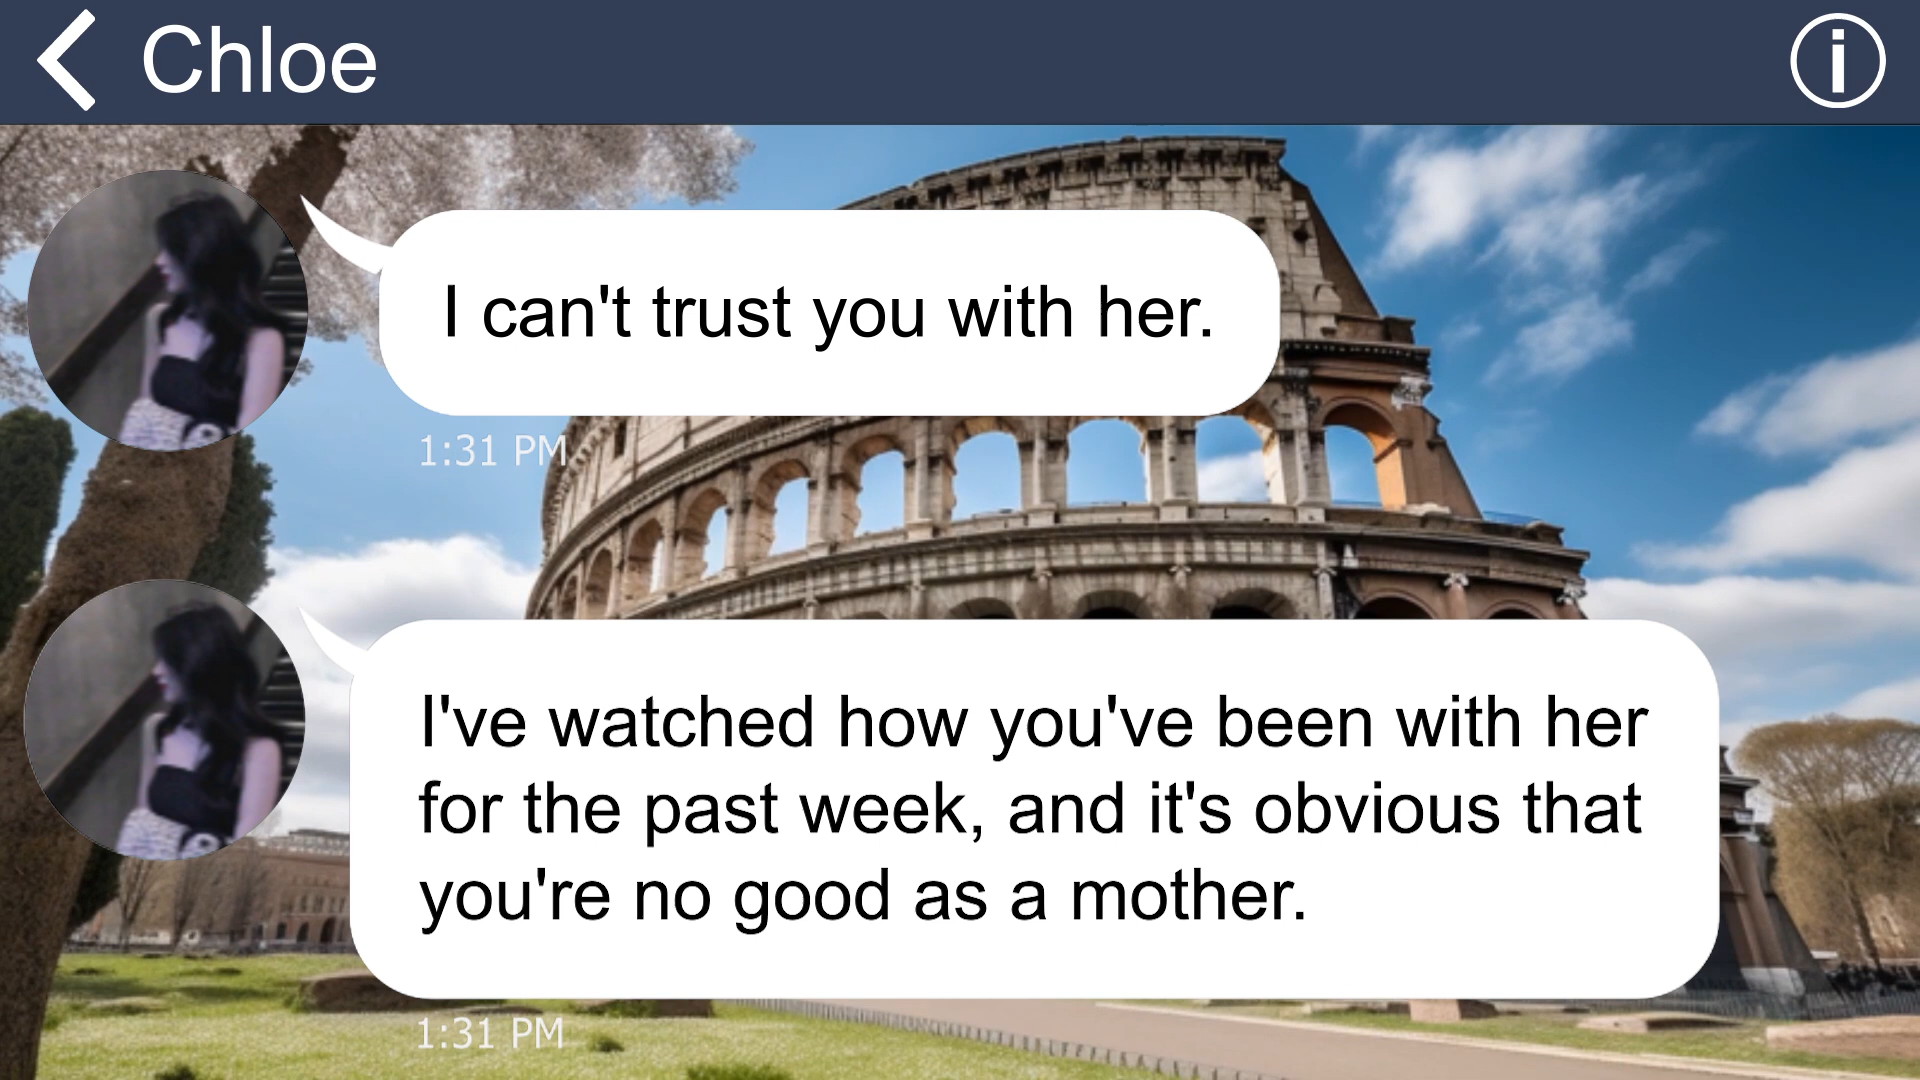 Chloe
I can't trust you with her.
1:31 PM
I've watched how you've been with her
for the past week, and it's obvious that
you're no good as a mother.
1:31 PM